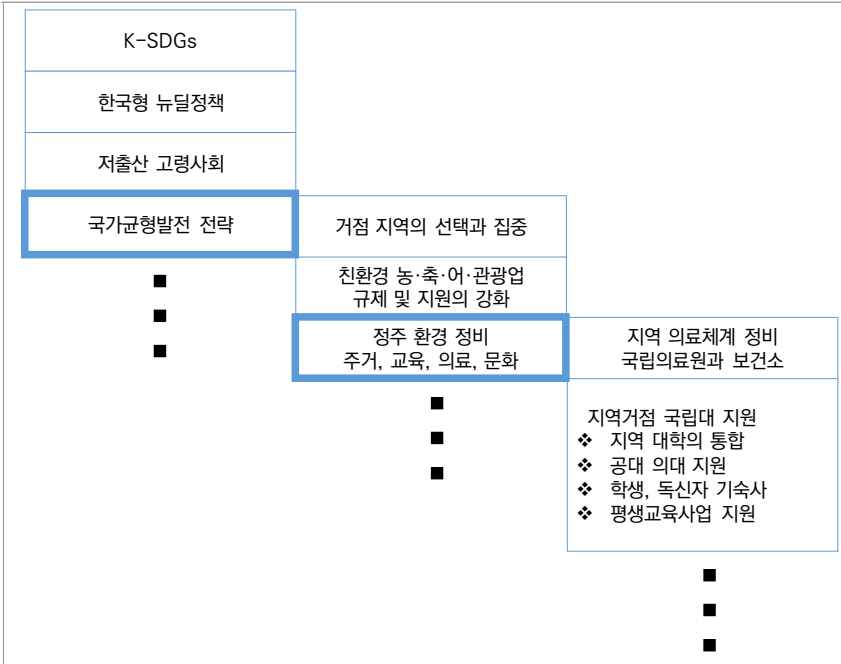 K-SDGs
한국형 뉴딜정책
저출산 고령사회
국가균형발전 전략
■
■
■
거점 지역의 선택과 집중
친환경 농·축·어·관광업
규제 및 지원의 강화
정주 환경 정비
주거, 교육, 의료, 문화
■
■
■
지역 의료체계 정비
국립의료원과 보건소
지역거점 국립대 지원
❖ 지역 대학의 통합
❖ 공대 의대 지원
❖ 학생, 독신자 기숙사
❖ 평생교육사업 지원
■
■
■